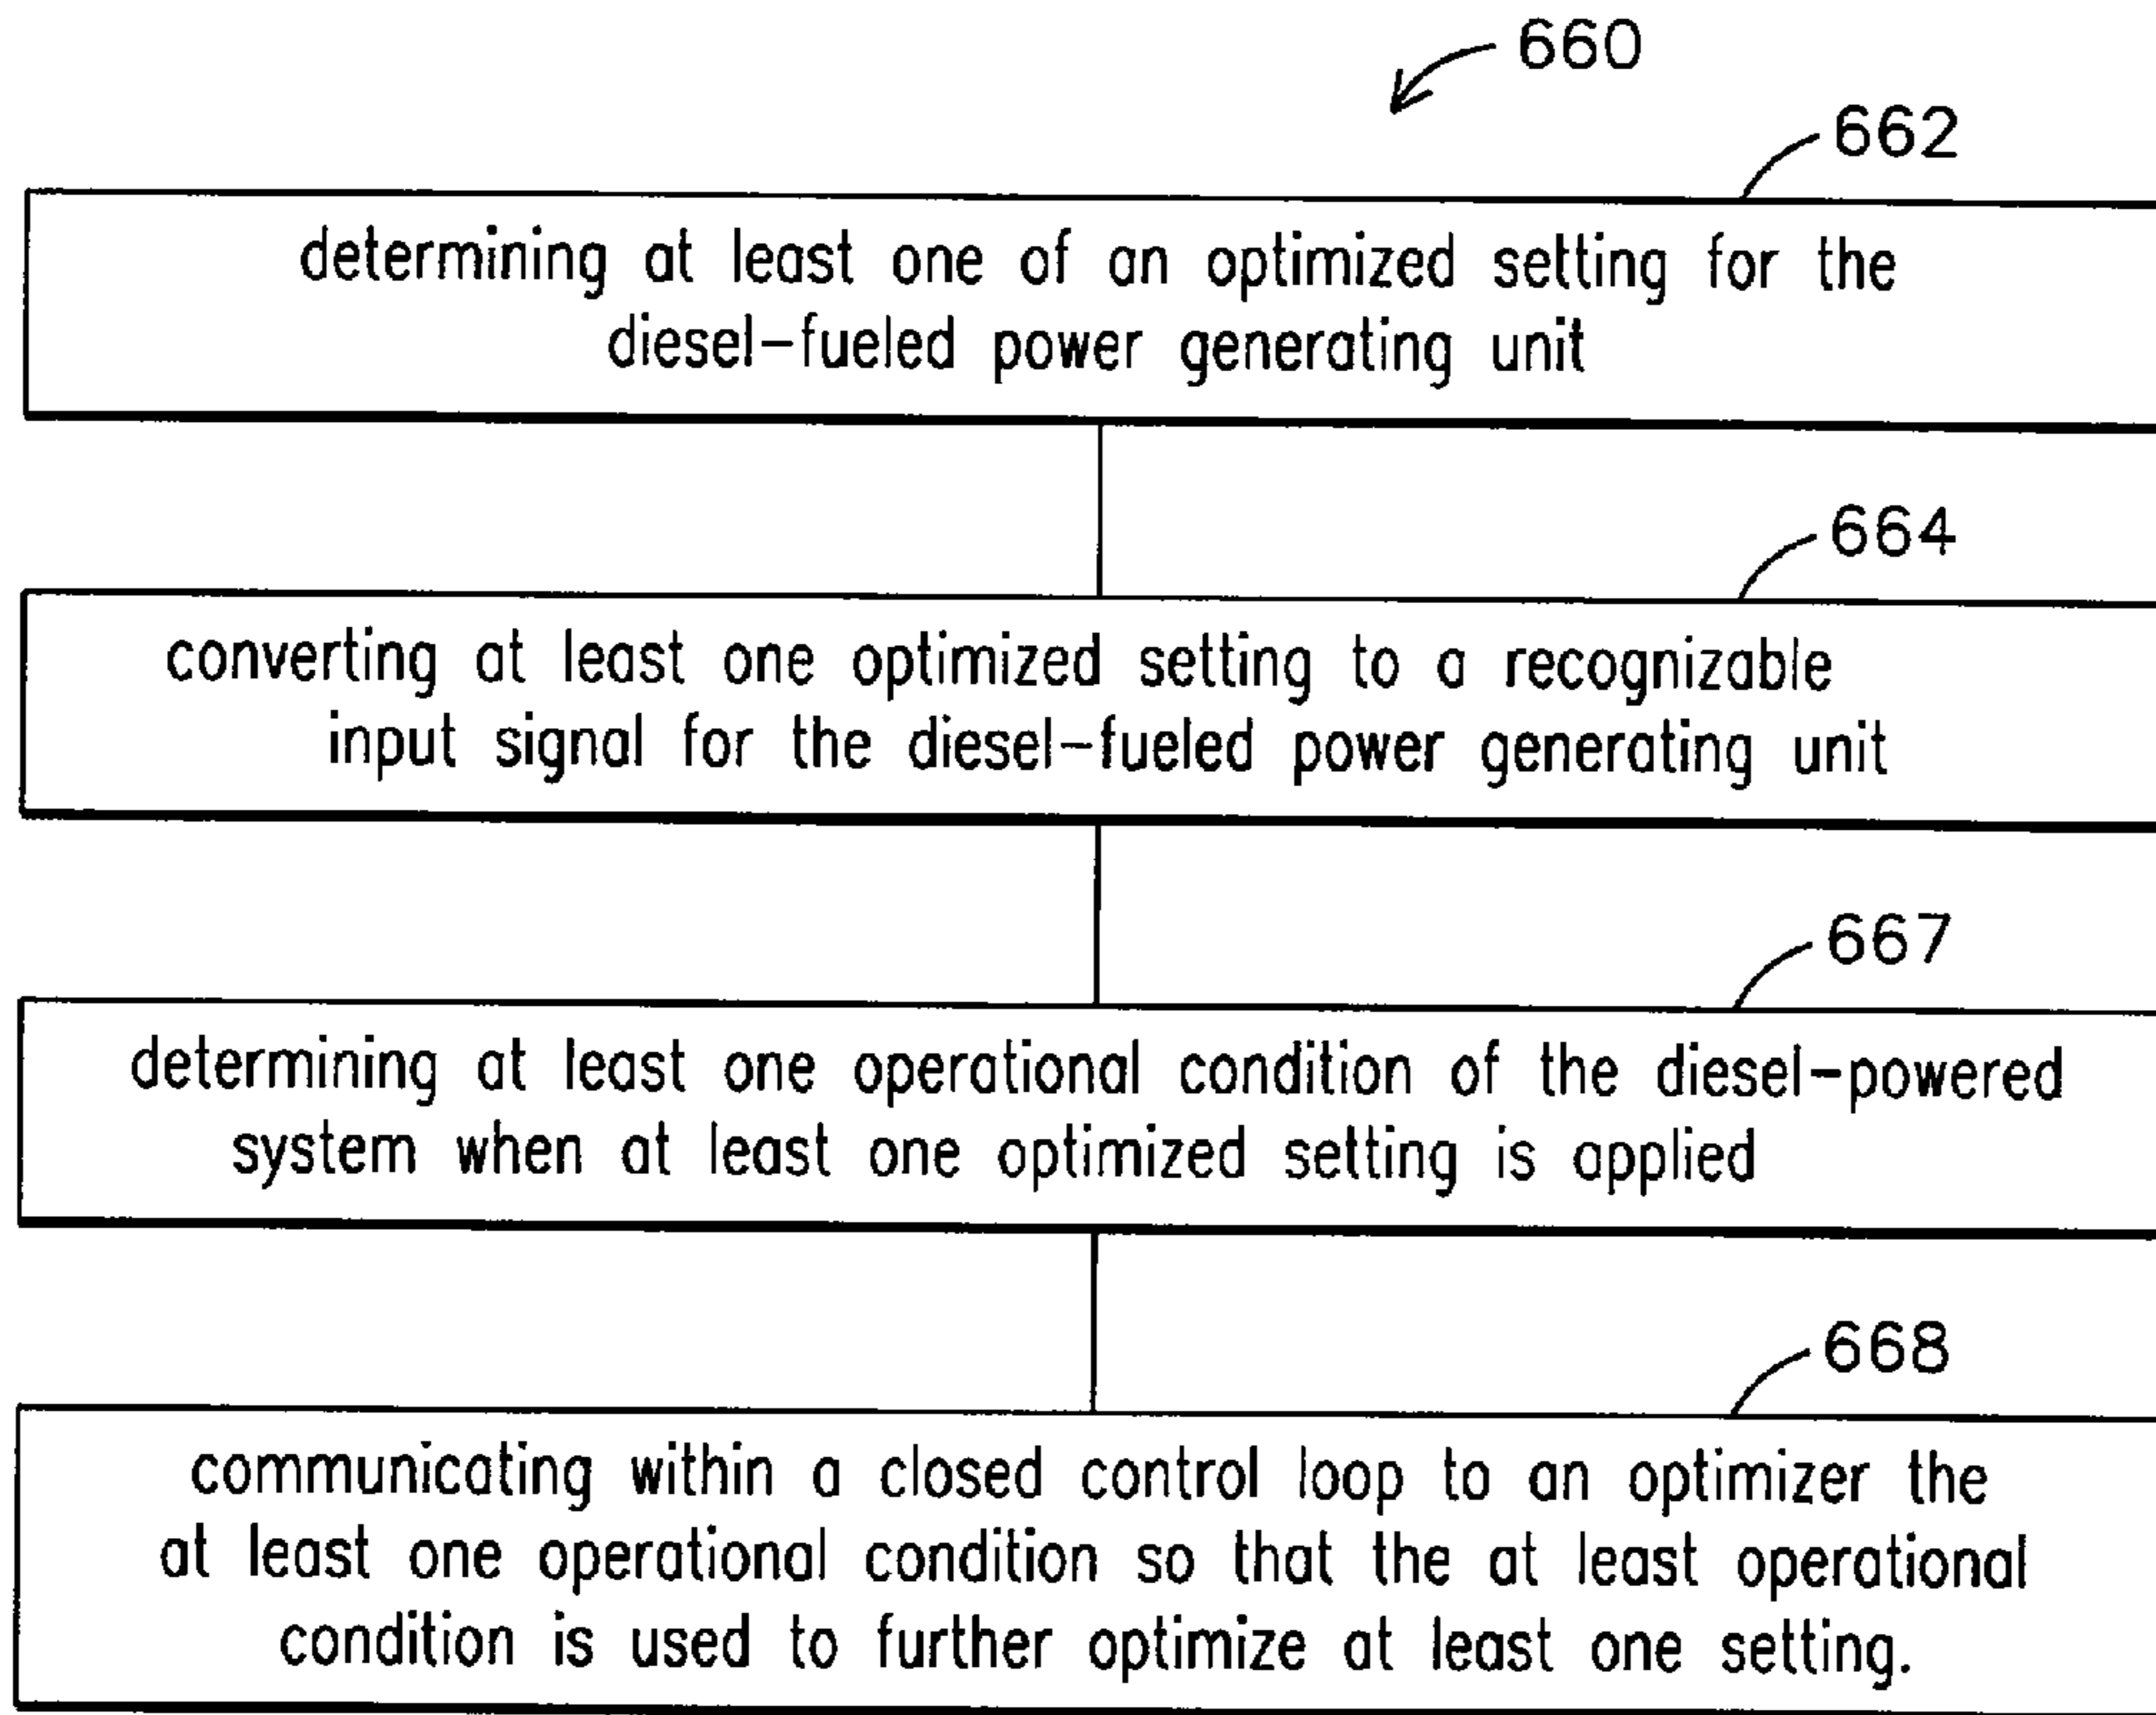 660
662
determining at least one of an optimized setting for the
diesel-fueled power generating unit
664
converting at least one optimized setting to a recognizable
input signal for the diesel-fueled power generating unit
667
determining at least one operational condition of the diesel-powered
system when at least one optimized setting is applied
668
communicating within a closed control loop to an optimizer the
at least one operational condition so that the at least operational
condition is used to further optimize at least one setting.